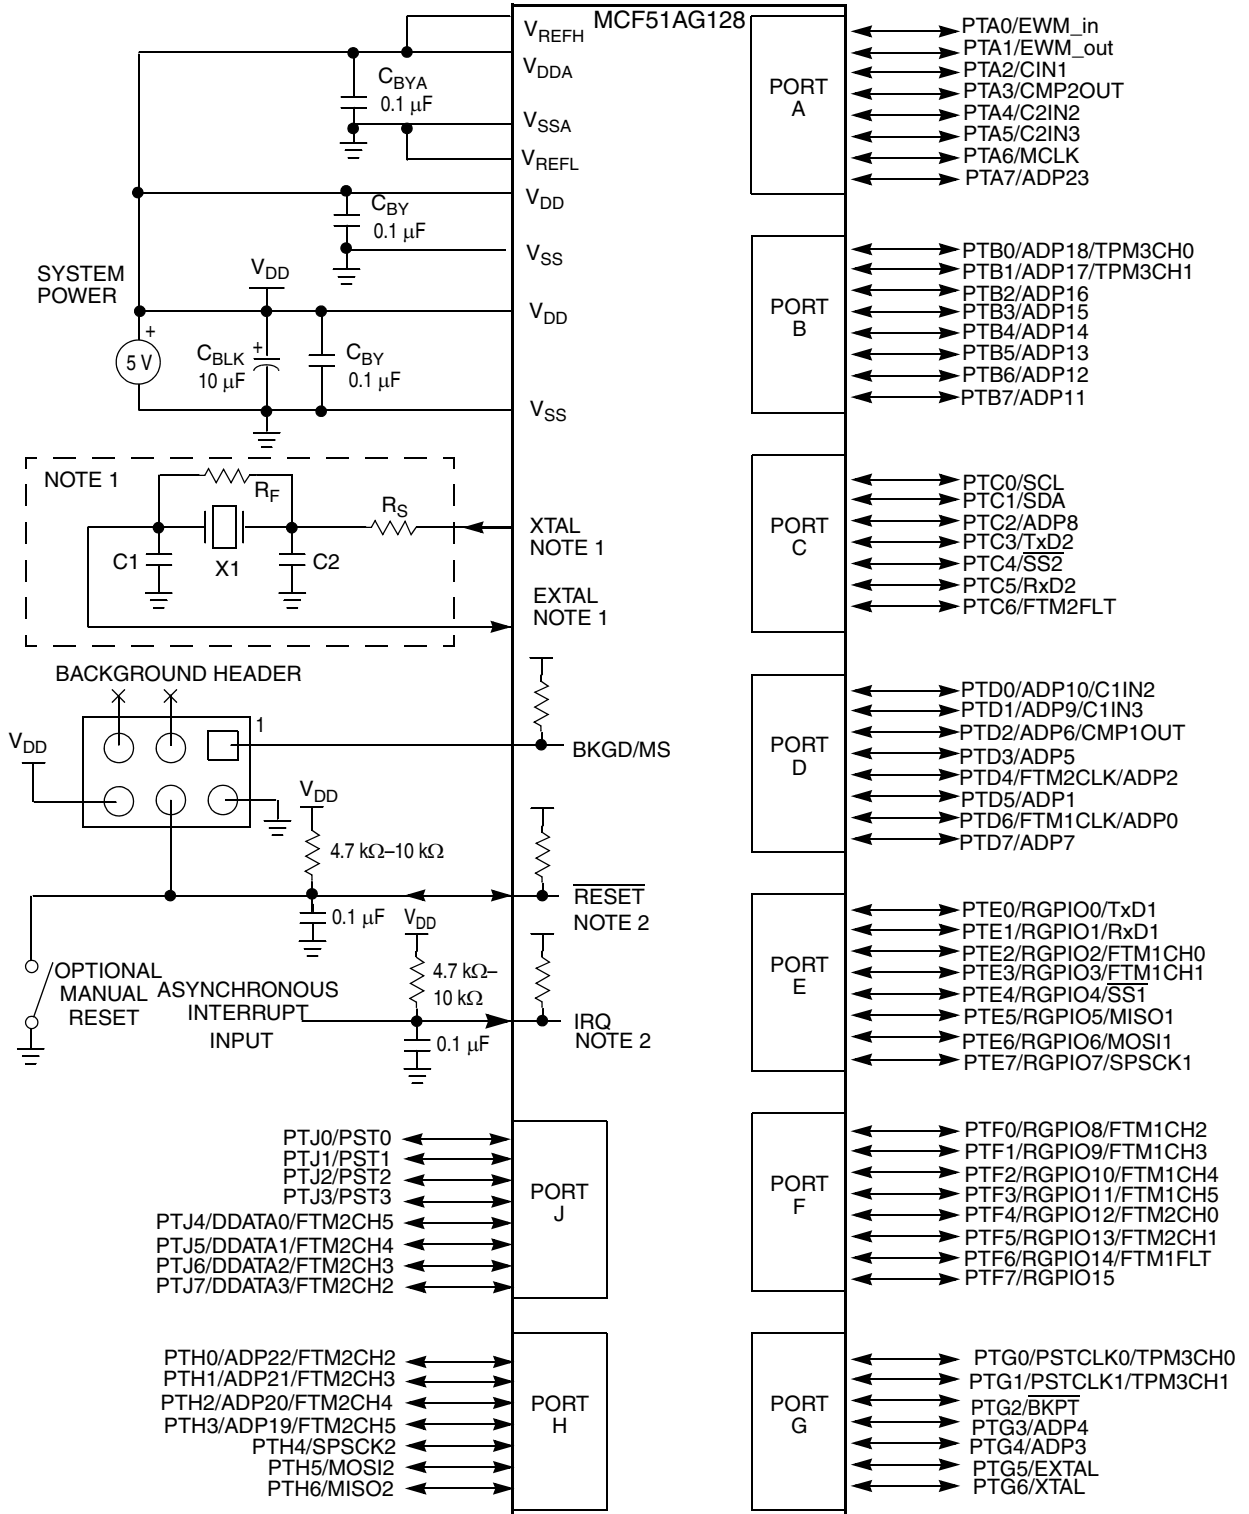 MCF51AG128
VREFH
VDDA
CBYA
0.1 µF
VSSA
VREFL
VDD
CBY
0.1 µF
VSS
SYSTEM
POWER
VDD
VDD
+
5 V
CBLK
+
10 µF
CBY
0.1 µF
VSS
NOTE 1
RF
RS
C1
X1
C2
XTAL
NOTE 1
EXTAL
NOTE 1
BACKGROUND HEADER
1
VDD
BKGD/MS
VDD
4.7 kΩ–10 kΩ
RESET
NOTE 2
0.1 µF
VDD
4.7 kΩ–
10 kΩ
OPTIONAL
MANUAL
RESET
ASYNCHRONOUS
INTERRUPT
INPUT
IRQ
NOTE 2
0.1 µF
PORT
J
PTJ0/PST0
PTJ1/PST1
PTJ2/PST2
PTJ3/PST3
PTJ4/DDATA0/FTM2CH5
PTJ5/DDATA1/FTM2CH4
PTJ6/DDATA2/FTM2CH3
PTJ7/DDATA3/FTM2CH2
PORT
H
PTH0/ADP22/FTM2CH2
PTH1/ADP21/FTM2CH3
PTH2/ADP20/FTM2CH4
PTH3/ADP19/FTM2CH5
PTH4/SPSCK2
PTH5/MOSI2
PTH6/MISO2
PORT
A
PTA0/EWM_in
PTA1/EWM_out
PTA2/CIN1
PTA3/CMP2OUT
PTA4/C2IN2
PTA5/C2IN3
PTA6/MCLK
PTA7/ADP23
PORT
B
PTB0/ADP18/TPM3CH0
PTB1/ADP17/TPM3CH1
PTB2/ADP16
PTB3/ADP15
PTB4/ADP14
PTB5/ADP13
PTB6/ADP12
PTB7/ADP11
PORT
C
PTC0/SCL
PTC1/SDA
PTC2/ADP8
PTC3/TxD2
PTC4/SS2
PTC5/RxD2
PTC6/FTM2FLT
PORT
D
PTD0/ADP10/C1IN2
PTD1/ADP9/C1IN3
PTD2/ADP6/CMP1OUT
PTD3/ADP5
PTD4/FTM2CLK/ADP2
PTD5/ADP1
PTD6/FTM1CLK/ADP0
PTD7/ADP7
PORT
E
PTE0/RGPIO0/TxD1
PTE1/RGPIO1/RxD1
PTE2/RGPIO2/FTM1CH0
PTE3/RGPIO3/FTM1CH1
PTE4/RGPIO4/SS1
PTE5/RGPIO5/MISO1
PTE6/RGPIO6/MOSI1
PTE7/RGPIO7/SPSCK1
PORT
F
PTF0/RGPIO8/FTM1CH2
PTF1/RGPIO9/FTM1CH3
PTF2/RGPIO10/FTM1CH4
PTF3/RGPIO11/FTM1CH5
PTF4/RGPIO12/FTM2CH0
PTF5/RGPIO13/FTM2CH1
PTF6/RGPIO14/FTM1FLT
PTF7/RGPIO15
PORT
G
PTG0/PSTCLK0/TPM3CH0
PTG1/PSTCLK1/TPM3CH1
PTG2/BKPT
PTG3/ADP4
PTG4/ADP3
PTG5/EXTAL
PTG6/XTAL